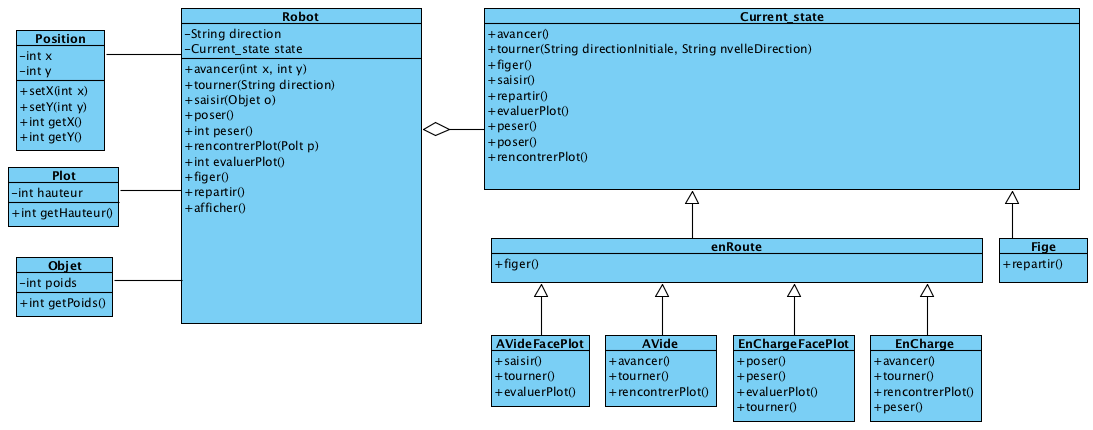 Position
-int x
-int y
+setX(int x)
+setY(int y)
+int getX()
+int getY()
Plot
-int hauteur
+int getHauteur()
Objet
-int poids
+int getPoids()
Robot
-String direction
-Current_state state
+avancer(int x, int y)
+tourner(String direction)
+saisir(Objet o)
+poser()
+int peser()
+rencontrerPlot(Polt p)
+int evaluerPlot()
+figer()
+repartir()
+afficher()
Current_state
+avancer()
+tourner(String directionInitiale, String nvelleDirection)
+figer()
+saisir()
+repartir()
+evaluerPlot()
+peser()
+poser()
+rencontrerPlot()
enRoute
+figer()
Fige
+repartir()
AVideFacePlot
+saisir()
+tourner()
+evaluerPlot()
AVide
+avancer()
+tourner()
+rencontrerPlot()
EnChargeFacePlot
+poser()
+peser()
+evaluerPlot()
+tourner()
EnCharge
+avancer()
+tourner()
+rencontrerPlot()
+peser()